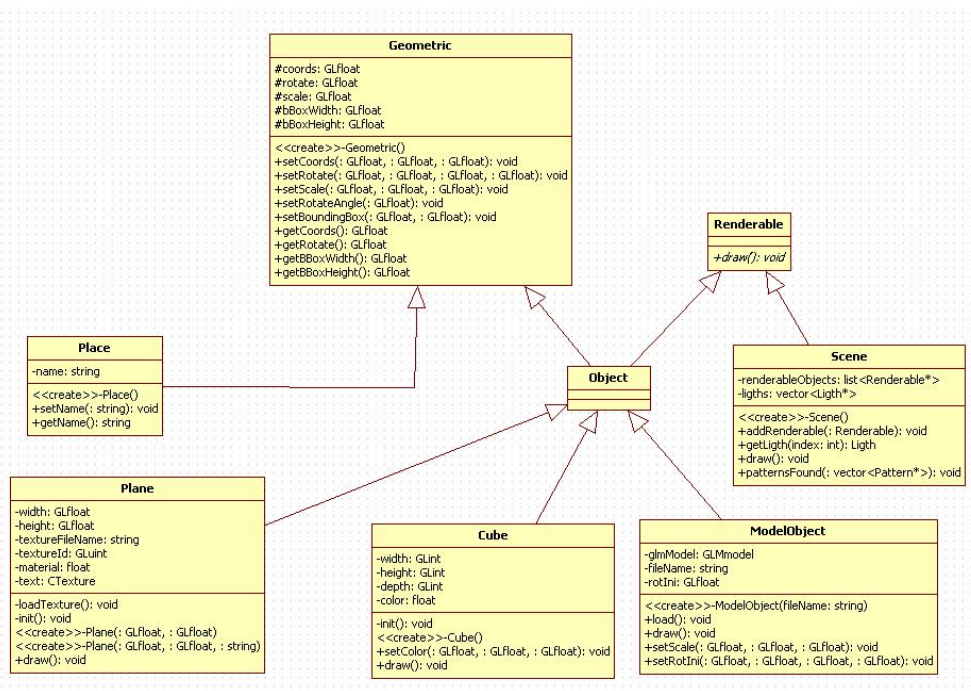 Geometric
#coords: GLfloat
#rotate: GLfloat
#scale: GLfloat
#bBoxWidth: GLfloat
#bBoxHeight: GLfloat
<<create>>-Geometric()
+setCoords(: GLfloat, : GLfloat, : GLfloat): void
+setRotate(: GLfloat, : GLfloat, : GLfloat, : GLfloat): void
+setScale(: GLfloat, : GLfloat, : GLfloat): void
+setRotateAngle(: GLfloat): void
+setBoundingBox(: GLfloat, : GLfloat): void
+getCoords(): GLfloat
+getRotate(): GLfloat
+getBBoxWidth(): GLfloat
+getBBoxHeight(): GLfloat
Renderable
+draw(): void
Place
-name: string
<<create>>-Place()
+setName(: string): void
+getName(): string
Object
Scene
-renderableObjects: list<Renderable*>
-ligths: vector<Ligth*>
<<create>>-Scene()
+addRenderable(: Renderable): void
+getLigth(index: int): Ligth
+draw(): void
+patternsFound(: vector<Pattern*>): void
Plane
-width: GLfloat
-height: GLfloat
-textureFileName: string
-textureId: GLuint
-material: float
-text: CTexture
-loadTexture(): void
-init(): void
<<create>>-Plane(: GLfloat, : GLfloat)
<<create>>-Plane(: GLfloat, : GLfloat, : string)
+draw(): void
Cube
-width: GLint
-height: GLint
-depth: GLint
-color: float
-init(): void
<<create>>-Cube()
+setColor(: GLfloat, : GLfloat, : GLfloat): void
+draw(): void
ModelObject
-glmModel: GLMmodel
-fileName: string
-rotIni: GLfloat
<<create>>-ModelObject(fileName: string)
+load(): void
+draw(): void
+setScale(: GLfloat, : GLfloat, : GLfloat): void
+setRotIni(: GLfloat, : GLfloat, : GLfloat, : GLfloat): void